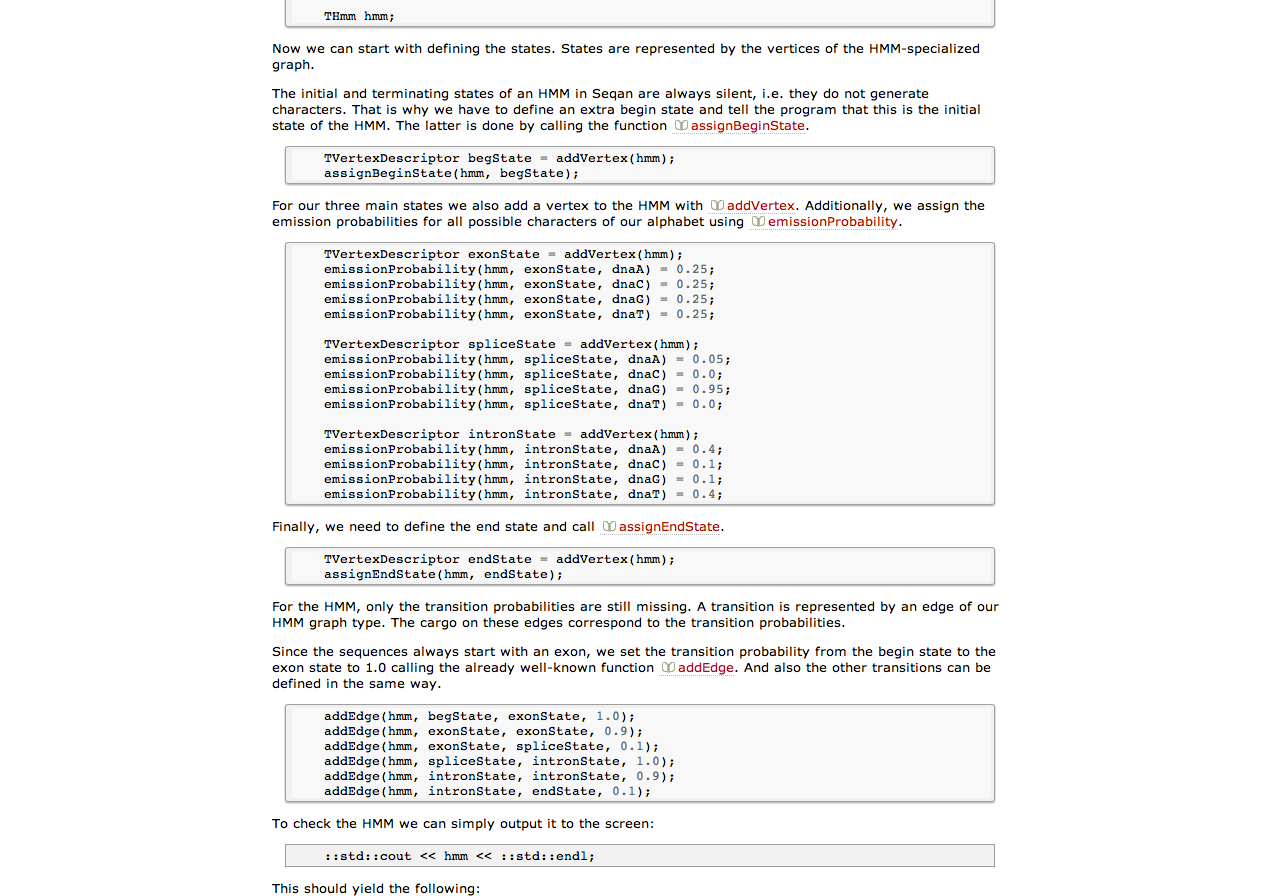 THmm hmm;
Now we can start with defining the states. States are represented by the vertices of the HMM-specialized
graph.
The initial and terminating states of an HMM in Seqan are always silent, i.e. they do not generate
characters. That is why we have to define an extra begin state and tell the program that this is the initial
state of the HMM. The latter is done by calling the function assignBeginState.
TVertexDescriptor begState = addVertex(hmm);
assignBeginState(hmm, begState);
For our three main states we also add a vertex to the HMM with addVertex. Additionally, we assign the
emission probabilities for all possible characters of our alphabet using emissionProbability.
TVertexDescriptor exonState = addVertex(hmm);
emissionProbability(hmm, exonState, dnaA) = 0.25;
emissionProbability(hmm, exonState, dnaC) = 0.25;
emissionProbability(hmm, exonState, dnaG) = 0.25;
emissionProbability(hmm, exonState, dnaT) = 0.25;
TVertexDescriptor spliceState = addVertex(hmm);
emissionProbability(hmm, spliceState, dnaA) = 0.05;
emissionProbability(hmm, spliceState, dnaC) = 0.0;
emissionProbability(hmm, spliceState, dnaG) = 0.95;
emissionProbability(hmm, spliceState, dnaT) = 0.0;
TVertexDescriptor intronState = addVertex(hmm);
emissionProbability(hmm, intronState, dnaA) = 0.4;
emissionProbability(hmm, intronState, dnaC) = 0.1;
emissionProbability(hmm, intronState, dnaG) = 0.1;
emissionProbability(hmm, intronState, dnaT) = 0.4;
Finally, we need to define the end state and call assignEndState.
TVertexDescriptor endState = addVertex(hmm);
assignEndState(hmm, endState);
For the HMM, only the transition probabilities are still missing. A transition is represented by an edge of our
HMM graph type. The cargo on these edges correspond to the transition probabilities.
Since the sequences always start with an exon, we set the transition probability from the begin state to the
exon state to 1.0 calling the already well-known function addEdge. And also the other transitions can be
defined in the same way.
addEdge(hmm, begState, exonState, 1.0);
addEdge(hmm, exonState, exonState, 0.9);
addEdge(hmm, exonState, spliceState, 0.1);
addEdge(hmm, spliceState, intronState, 1.0);
addEdge(hmm, intronState, intronState, 0.9);
addEdge(hmm, intronState, endState, 0.1);
To check the HMM we can simply output it to the screen:
::std::cout << hmm << ::std::endl;
This should yield the following: